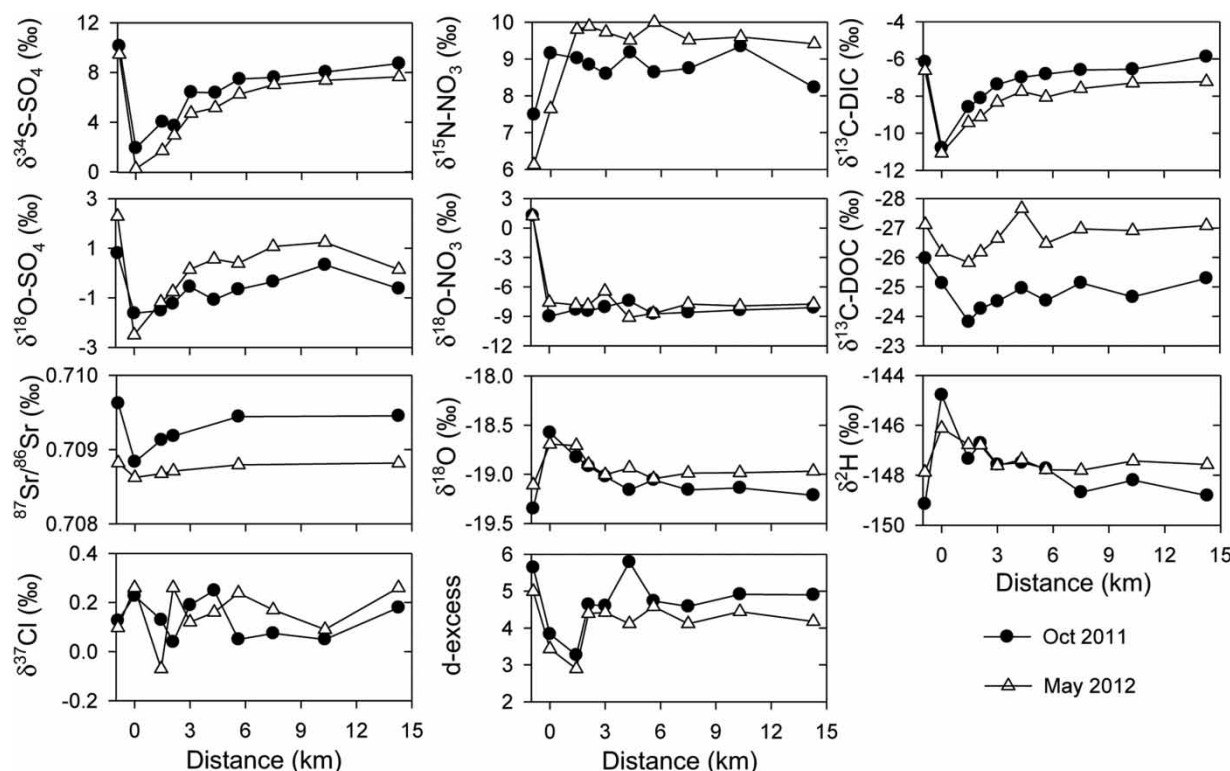 δ34S-SO4 (‰)
12
8
4
0
δ15N-NO3 (‰)
10
9
8
7
6
δ13C-DIC (‰)
-4
-6
-8
-10
-12
δ18O-SO4 (‰)
3
1
-1
-3
δ18O-NO3 (‰)
3
0
-3
-6
-9
-12
δ13C-DOC (‰)
-28
-27
-26
-25
-24
-23
87Sr/86Sr (‰)
0.710
0.709
0.708
δ18O (‰)
-18.0
-18.5
-19.0
-19.5
δ2H (‰)
-144
-146
-148
-150
0 3 6 9 12 15
Distance (km)
δ37Cl (‰)
0.4
0.2
0.0
-0.2
0 3 6 9 12 15
Distance (km)
d-excess
6
5
4
3
2
0 3 6 9 12 15
Distance (km)
Oct 2011
May 2012